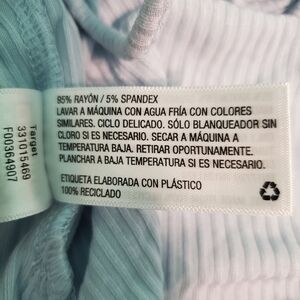 95% RAYÓN / 5% SPANDEX
LAVAR A MÁQUINA CON AGUA FRÍA CON COLORES
SIMILARES. CICLO DELICADO. SÓLO BLANQUEADOR SIN
CLORO SI ES NECESARIO. SECAR A MÁQUINA A
TEMPERATURA BAJA. RETIRAR OPORTUNAMENTE.
PLANCHAR A BAJA TEMPERATURA SI ES NECESARIO.
ETIQUETA ELABORADA CON PLÁSTICO
100% RECICLADO
Target
331015469
F00364907